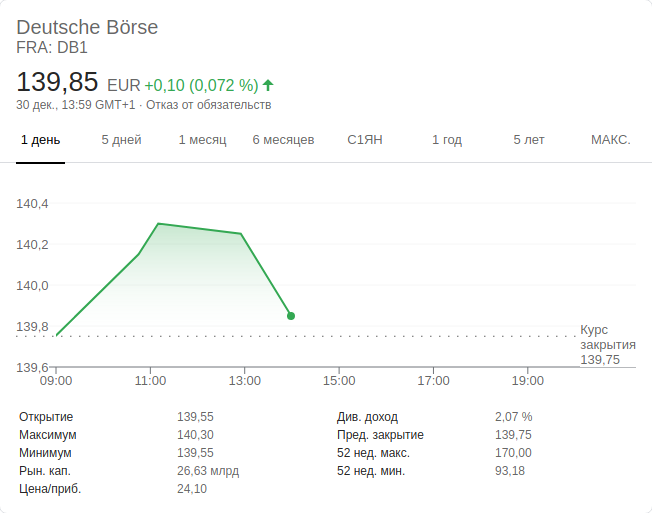 Deutsche Börse
FRA: DB1
139,85 EUR +0,10 (0,072 %)
30 дек., 13:59 GMT+1 · Отказ от обязательств
1 день 5 дней 1 месяц 6 месяцев С1ЯН 1 год 5 лет МАКС.
140,4
140,2
140,0
139,8
139,6
Курс
закрытия
139,75
09:00 11:00 13:00 15:00 17:00 19:00
Открытие 139,55 Див. доход 2,07 %
Максимум 140,30 Пред. закрытие 139,75
Минимум 139,55 52 нед. макс. 170,00
Рын. кап. 26,63 млрд 52 нед. мин. 93,18
Цена/приб. 24,10